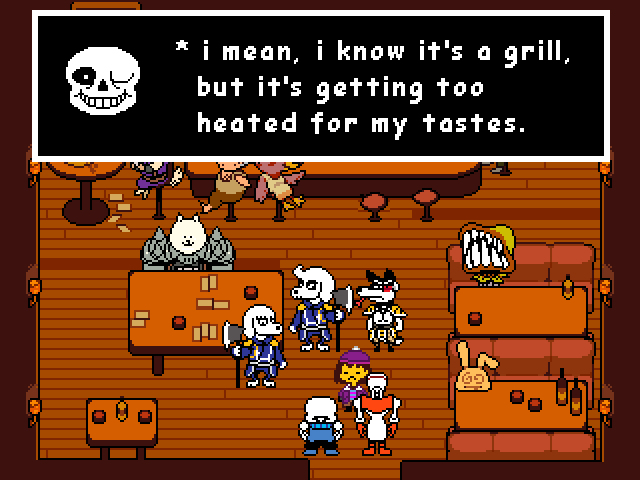 * i mean, i know it's a grill,
but it's getting too
heated for my tastes.